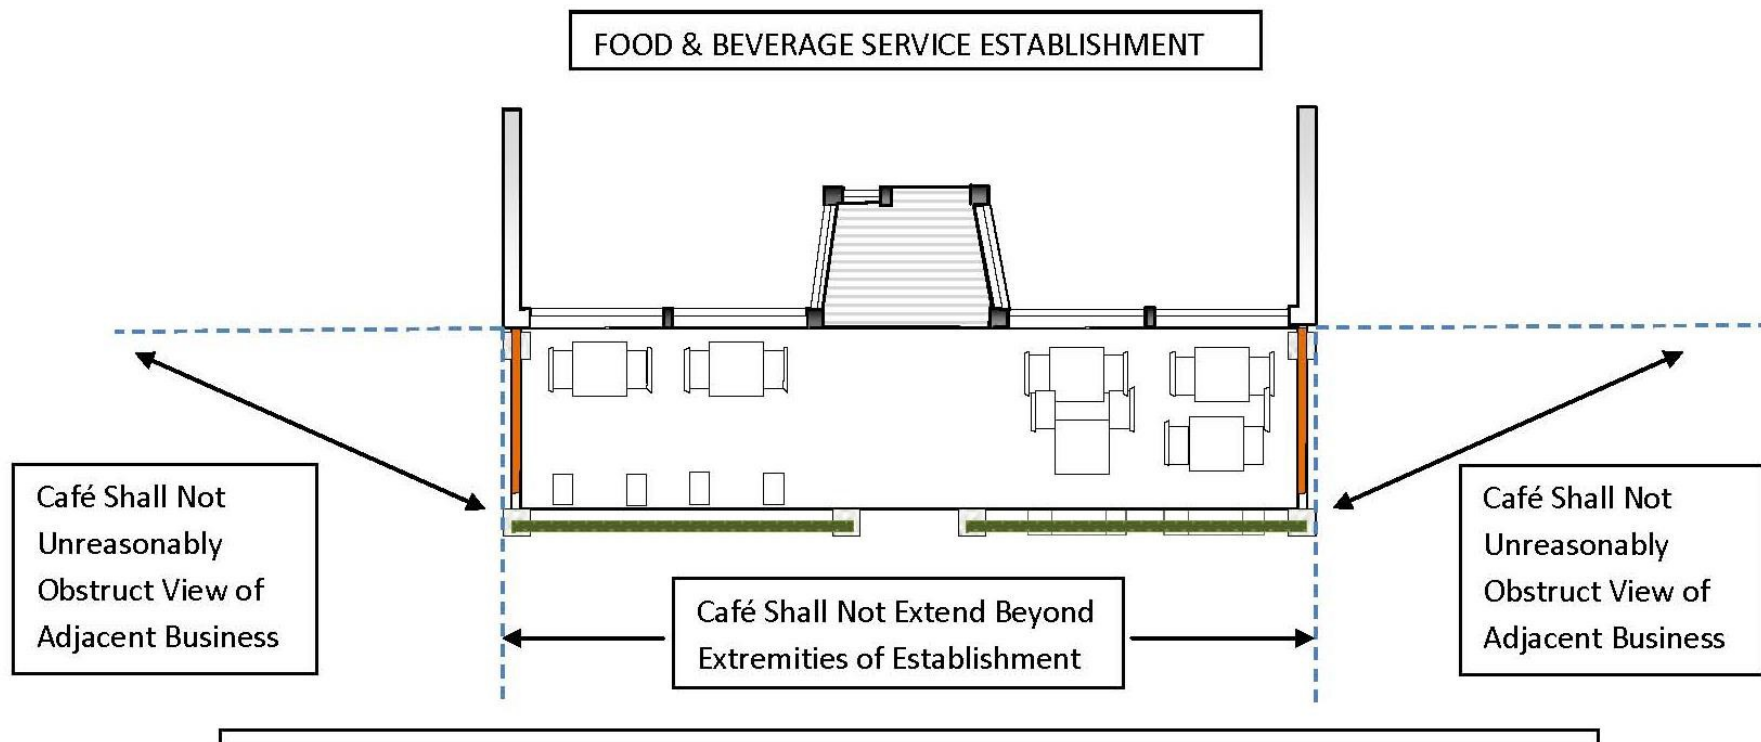 FOOD & BEVERAGE SERVICE ESTABLISHMENT
Café Shall Not
Unreasonably
Obstruct View of
Adjacent Business
Café Shall Not Extend Beyond
Extremities of Establishment
Café Shall Not
Unreasonably
Obstruct View of
Adjacent Business